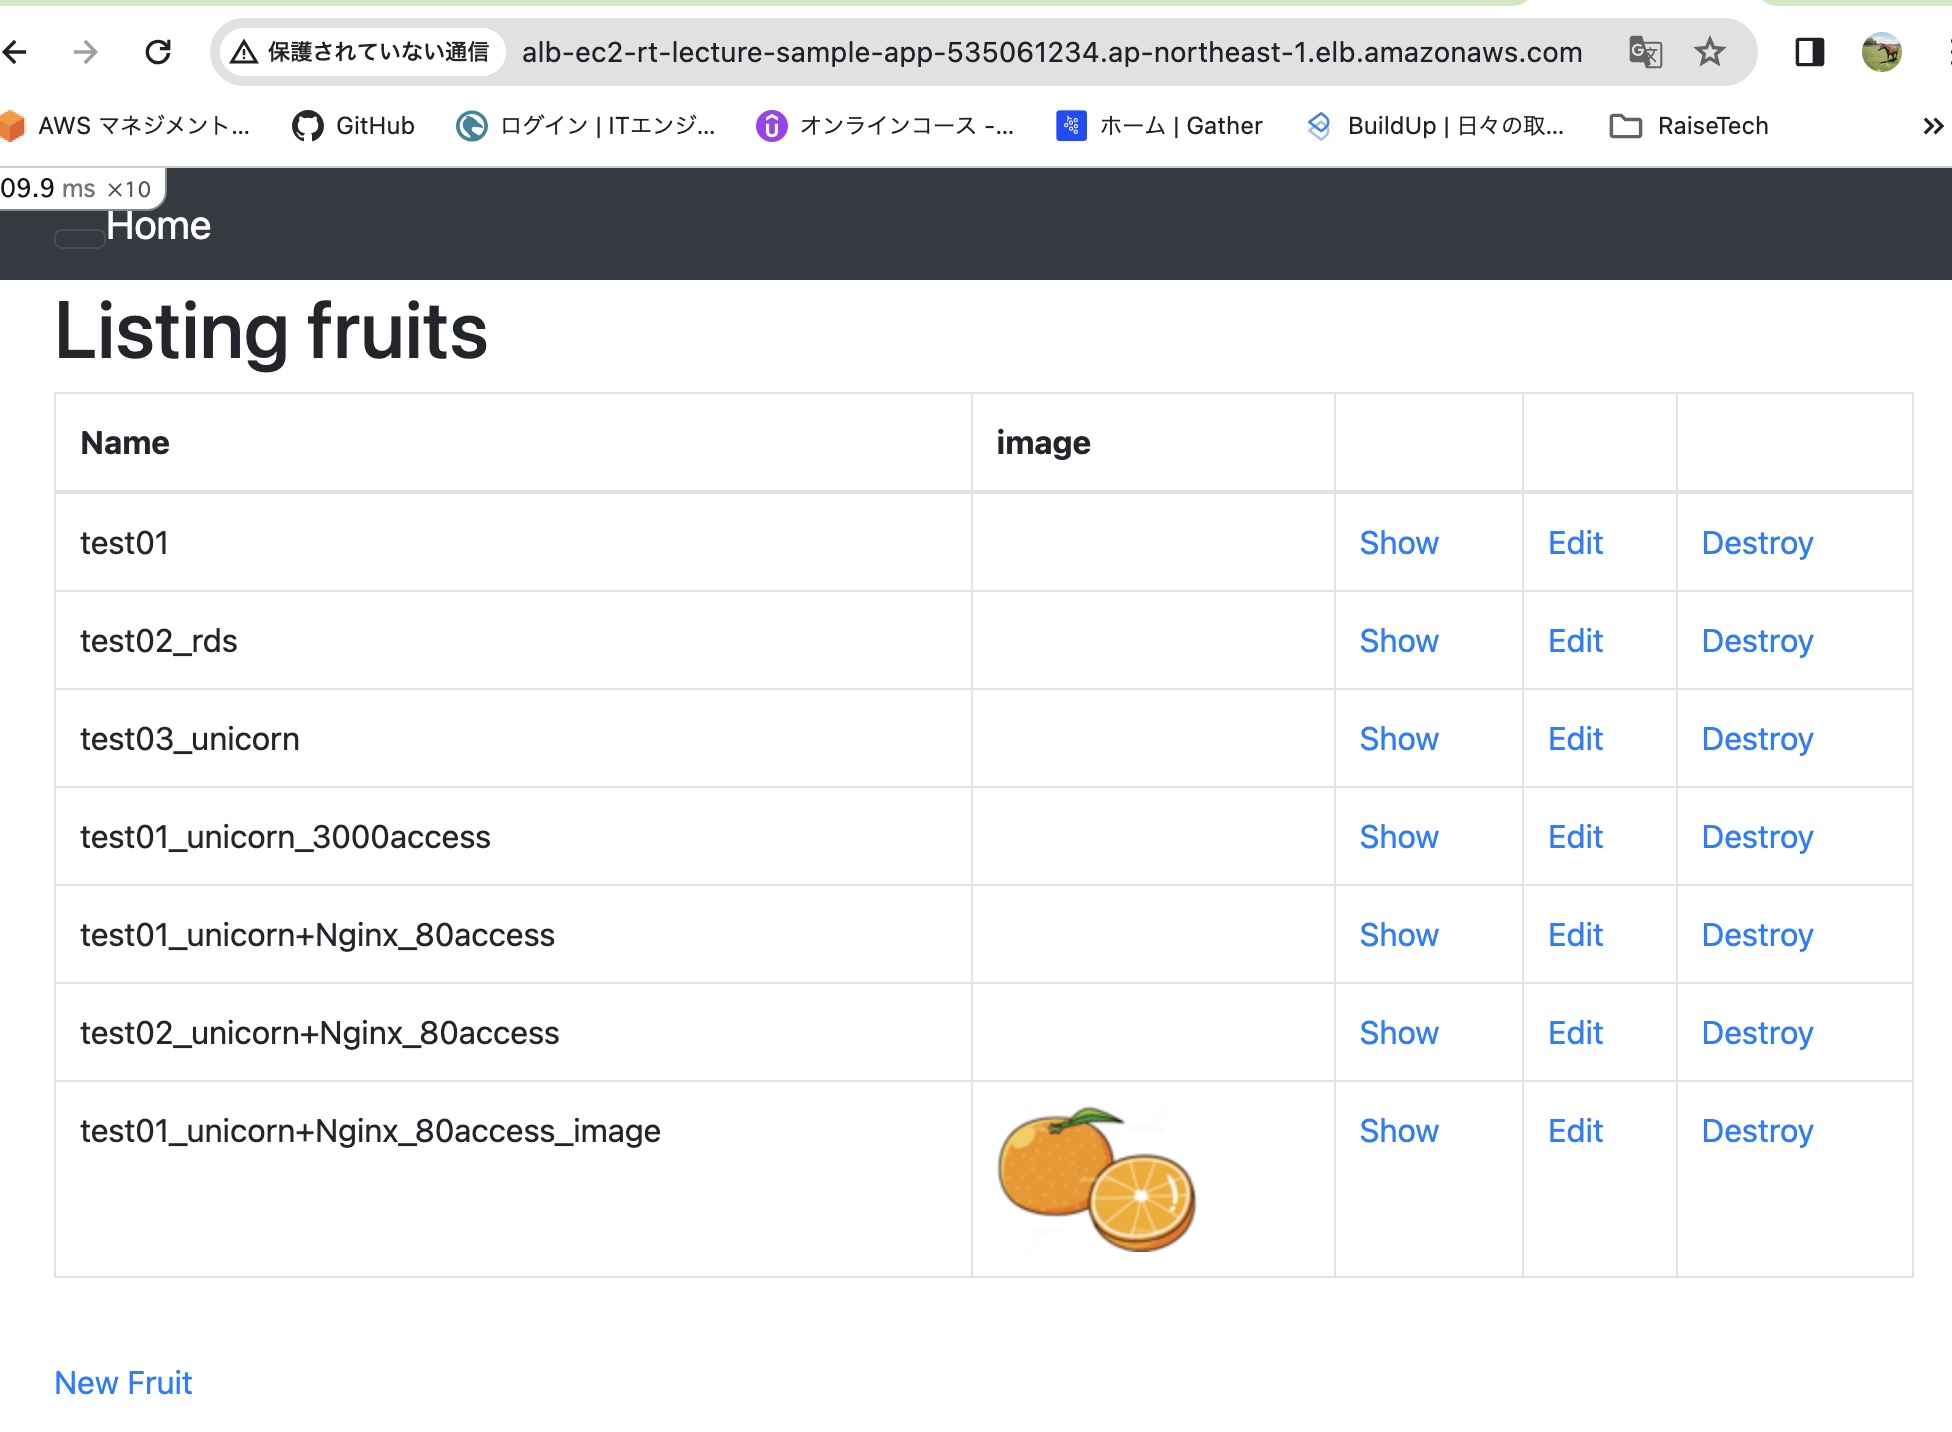 保護されていない通信 alb-ec2-rt-lecture-sample-app-535061234.ap-northeast-1.elb.amazonaws.com
AWS マネジメント... GitHub ログイン | ITエンジ... オンラインコース -... ホーム | Gather BuildUp | 日々の取... RaiseTech »
09.9 ms ×10
Home
Listing fruits
Name image
test01 Show Edit Destroy
test02_rds Show Edit Destroy
test03_unicorn Show Edit Destroy
test01_unicorn_3000access Show Edit Destroy
test01_unicorn+Nginx_80access Show Edit Destroy
test02_unicorn+Nginx_80access Show Edit Destroy
test01_unicorn+Nginx_80access_image Show Edit Destroy
New Fruit